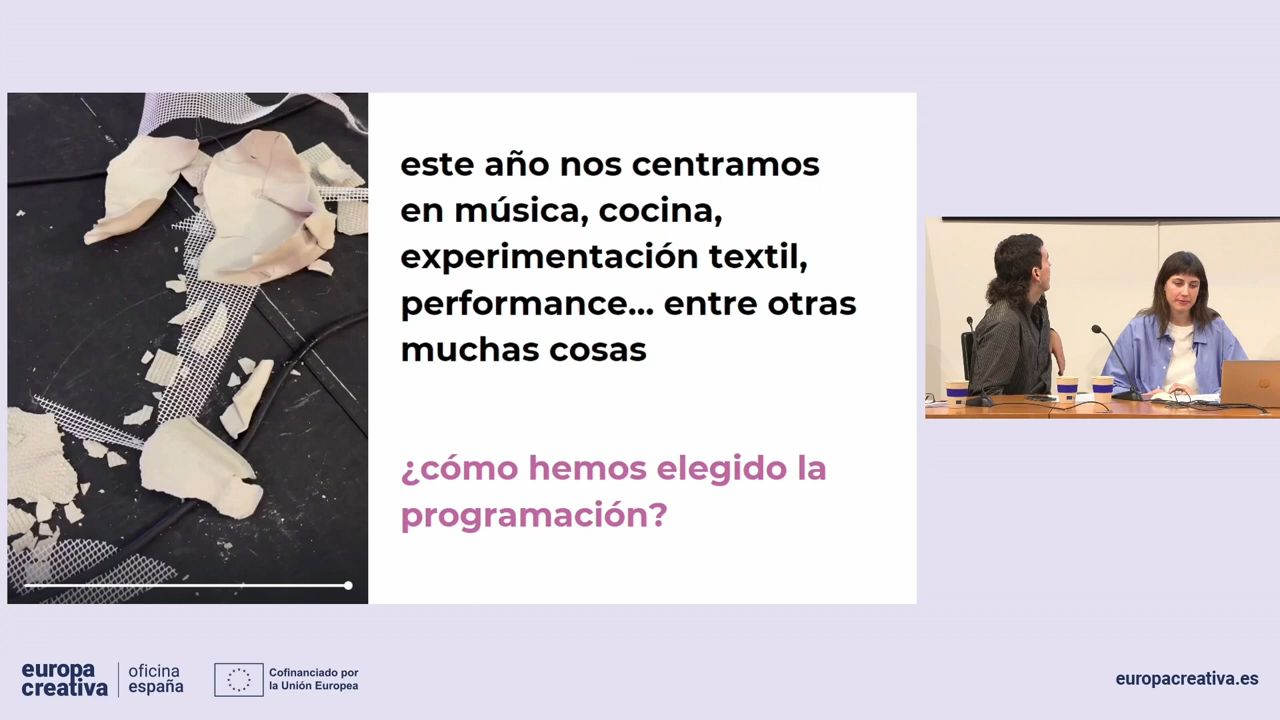 este año nos centramos
en música, cocina,
experimentación textil,
performance... entre otras
muchas cosas
¿cómo hemos elegido la
programación?
europa
creativa
oficina
españa
Cofinanciado por
la Unión Europea
europacreativa.es